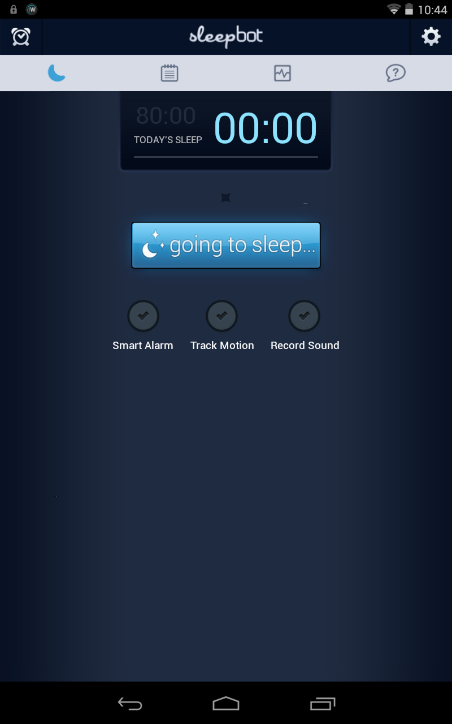 10:44
sleepbot
80:00
TODAY'S SLEEP
00:00
going to sleep...
Smart Alarm Track Motion Record Sound